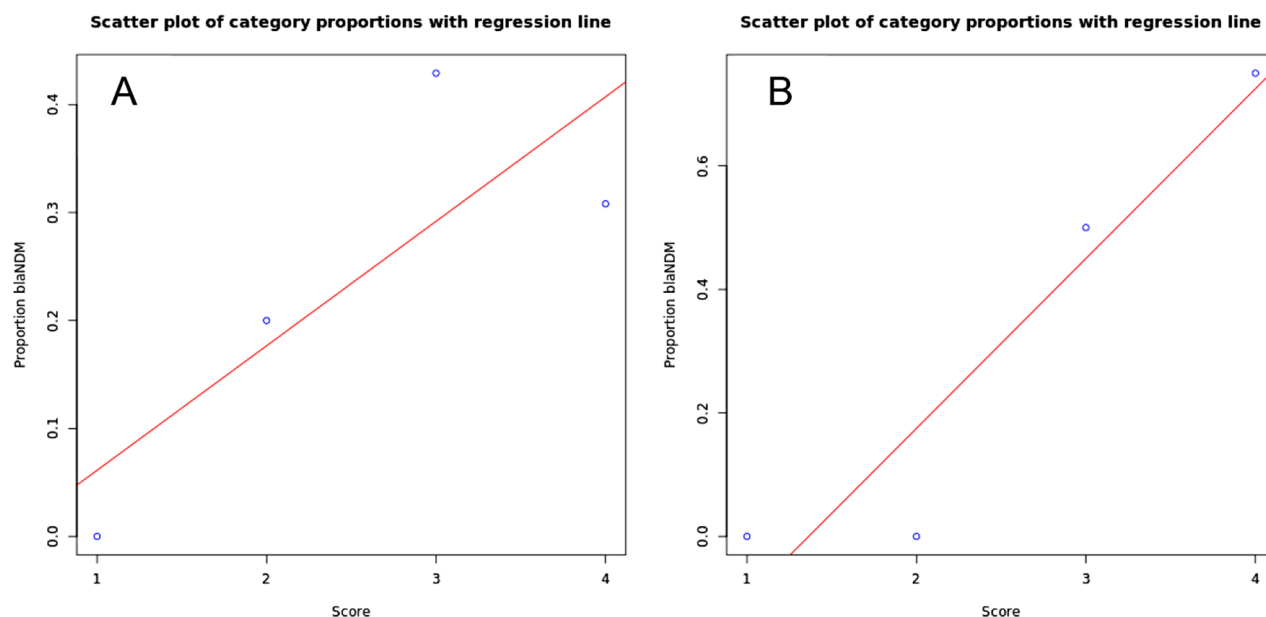 Scatter plot of category proportions with regression line
A
Proportion blaNDM
0.4
0.3
0.2
0.1
0.0
1 2 3 4
Score
Scatter plot of category proportions with regression line
B
Proportion blaNDM
0.6
0.4
0.2
0.0
1 2 3 4
Score